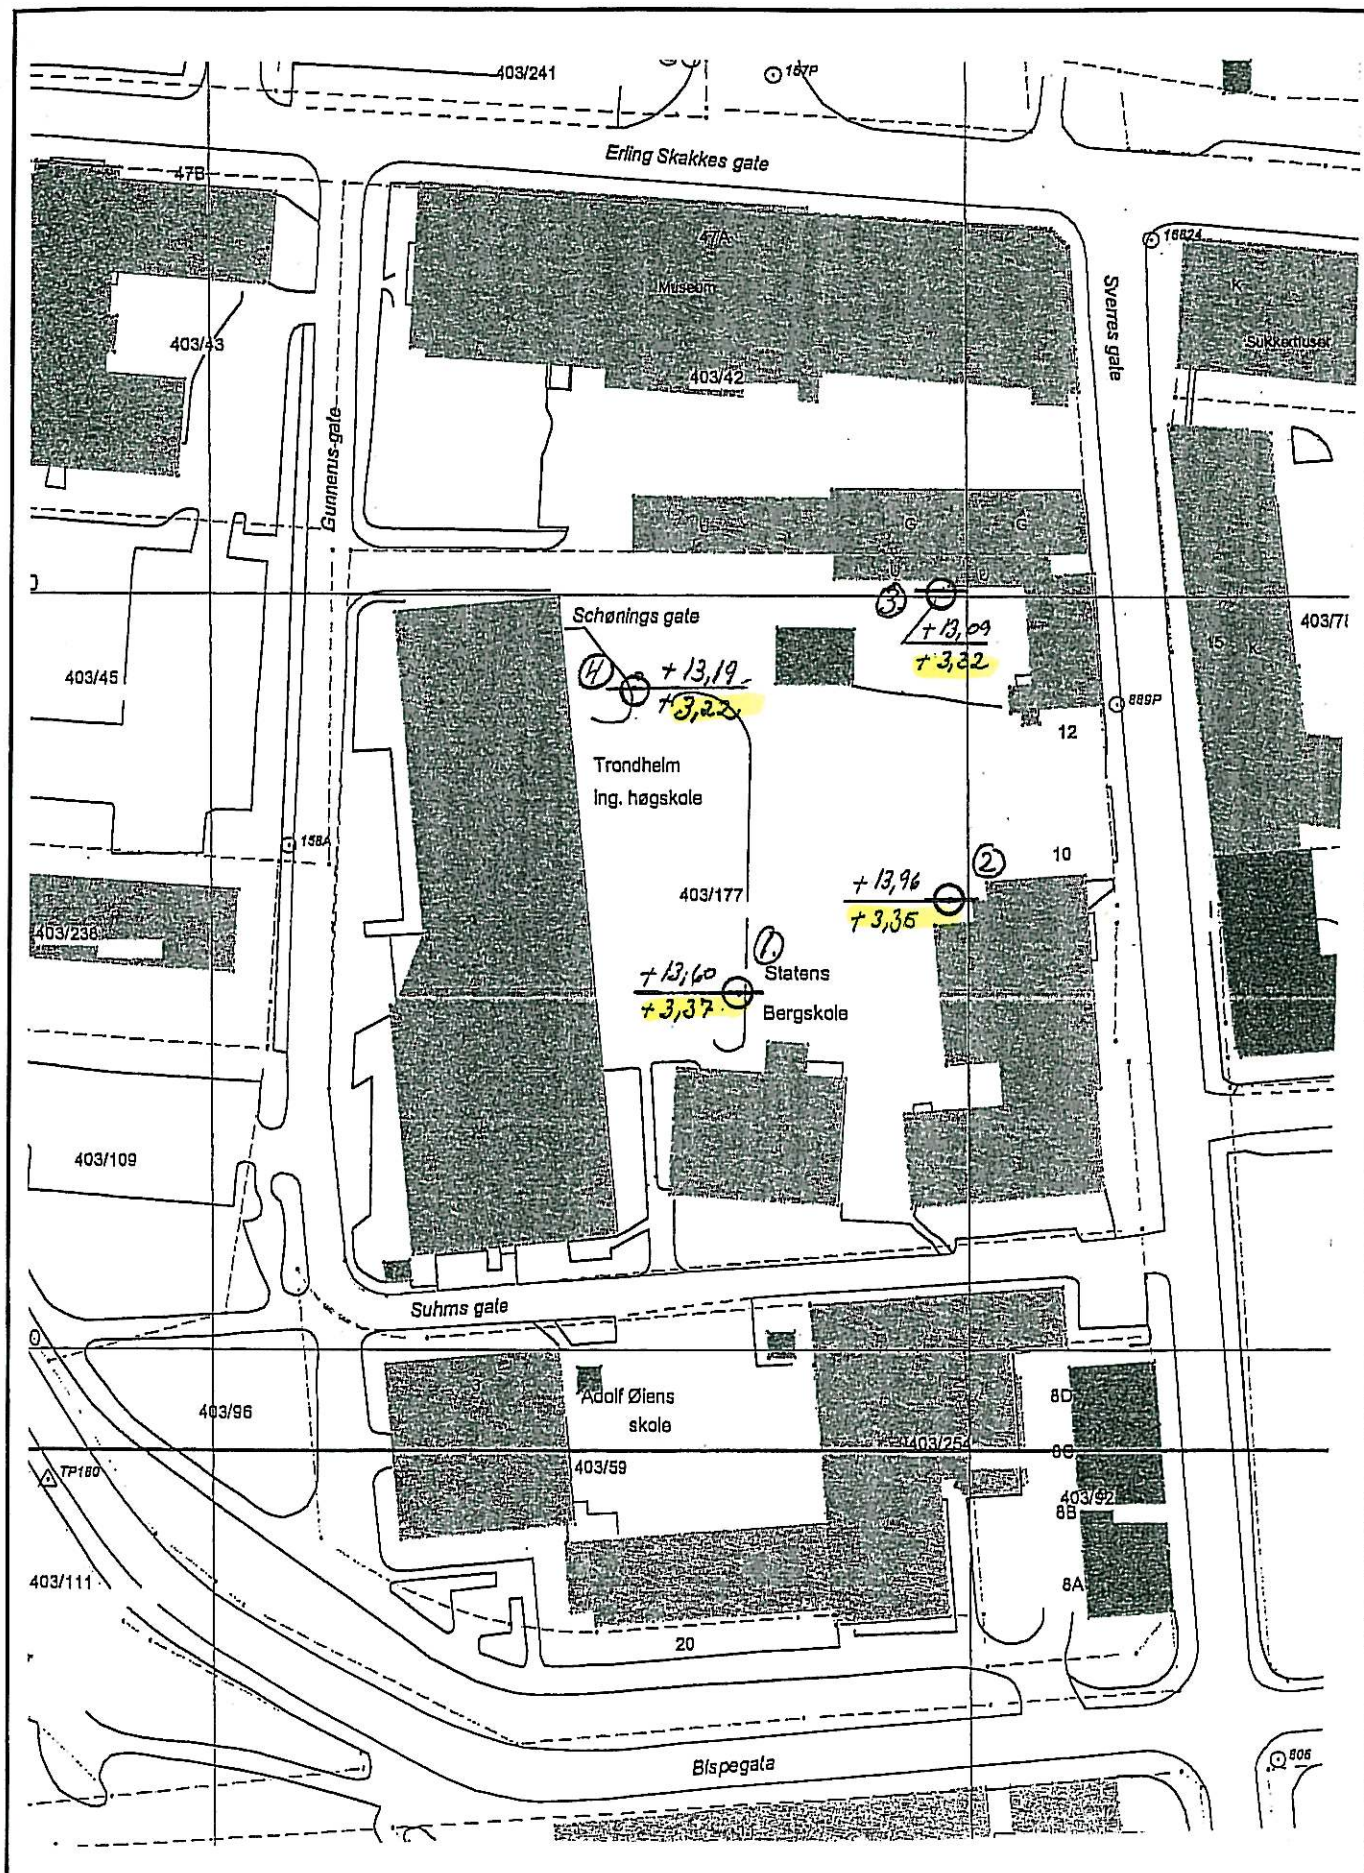 403/241
157P
Erling Skakkes gate
47B
47A
16624
Museum
K
Sverres gate
Sukkerhuset
403/43
403/42
Gunnerus gate
U
G
G
U
U
3.
Schønings gate
+13,09
+3,22
403/45
4
+13,19
+3,22
15
K
889P
12
Trondheim
ing. høgskole
158A
2
10
403/177
+13,96
+3,35
403/238
1.
+13,60
Statens
+3,37
Bergskole
403/109
Suhms gate
Adolf Øiens
skole
8D
403/96
403/254
8C
TP180
403/59
403/92
8B
403/111
8A
20
Bispegata
606